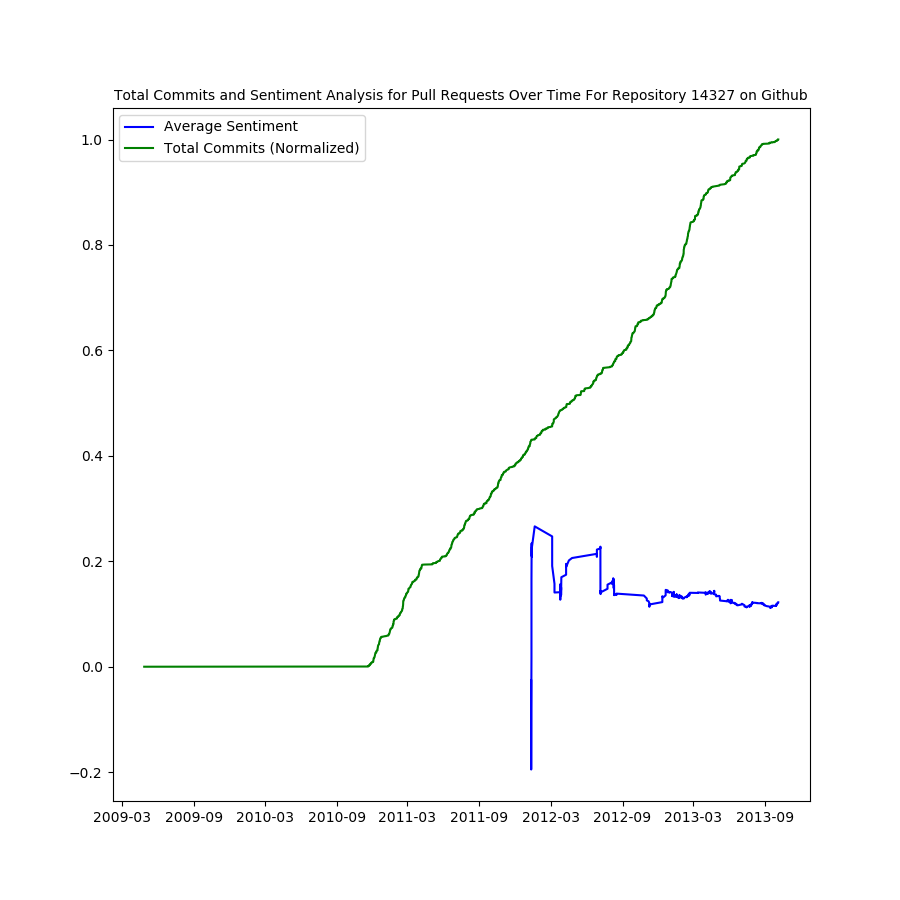 Total Commits and Sentiment Analysis for Pull Requests Over Time For Repository 14327 on Github
Average Sentiment
Total Commits (Normalized)
1.0
0.8
0.6
0.4
0.2
0.0
−0.2
2009-03 2009-09 2010-03 2010-09 2011-03 2011-09 2012-03 2012-09 2013-03 2013-09